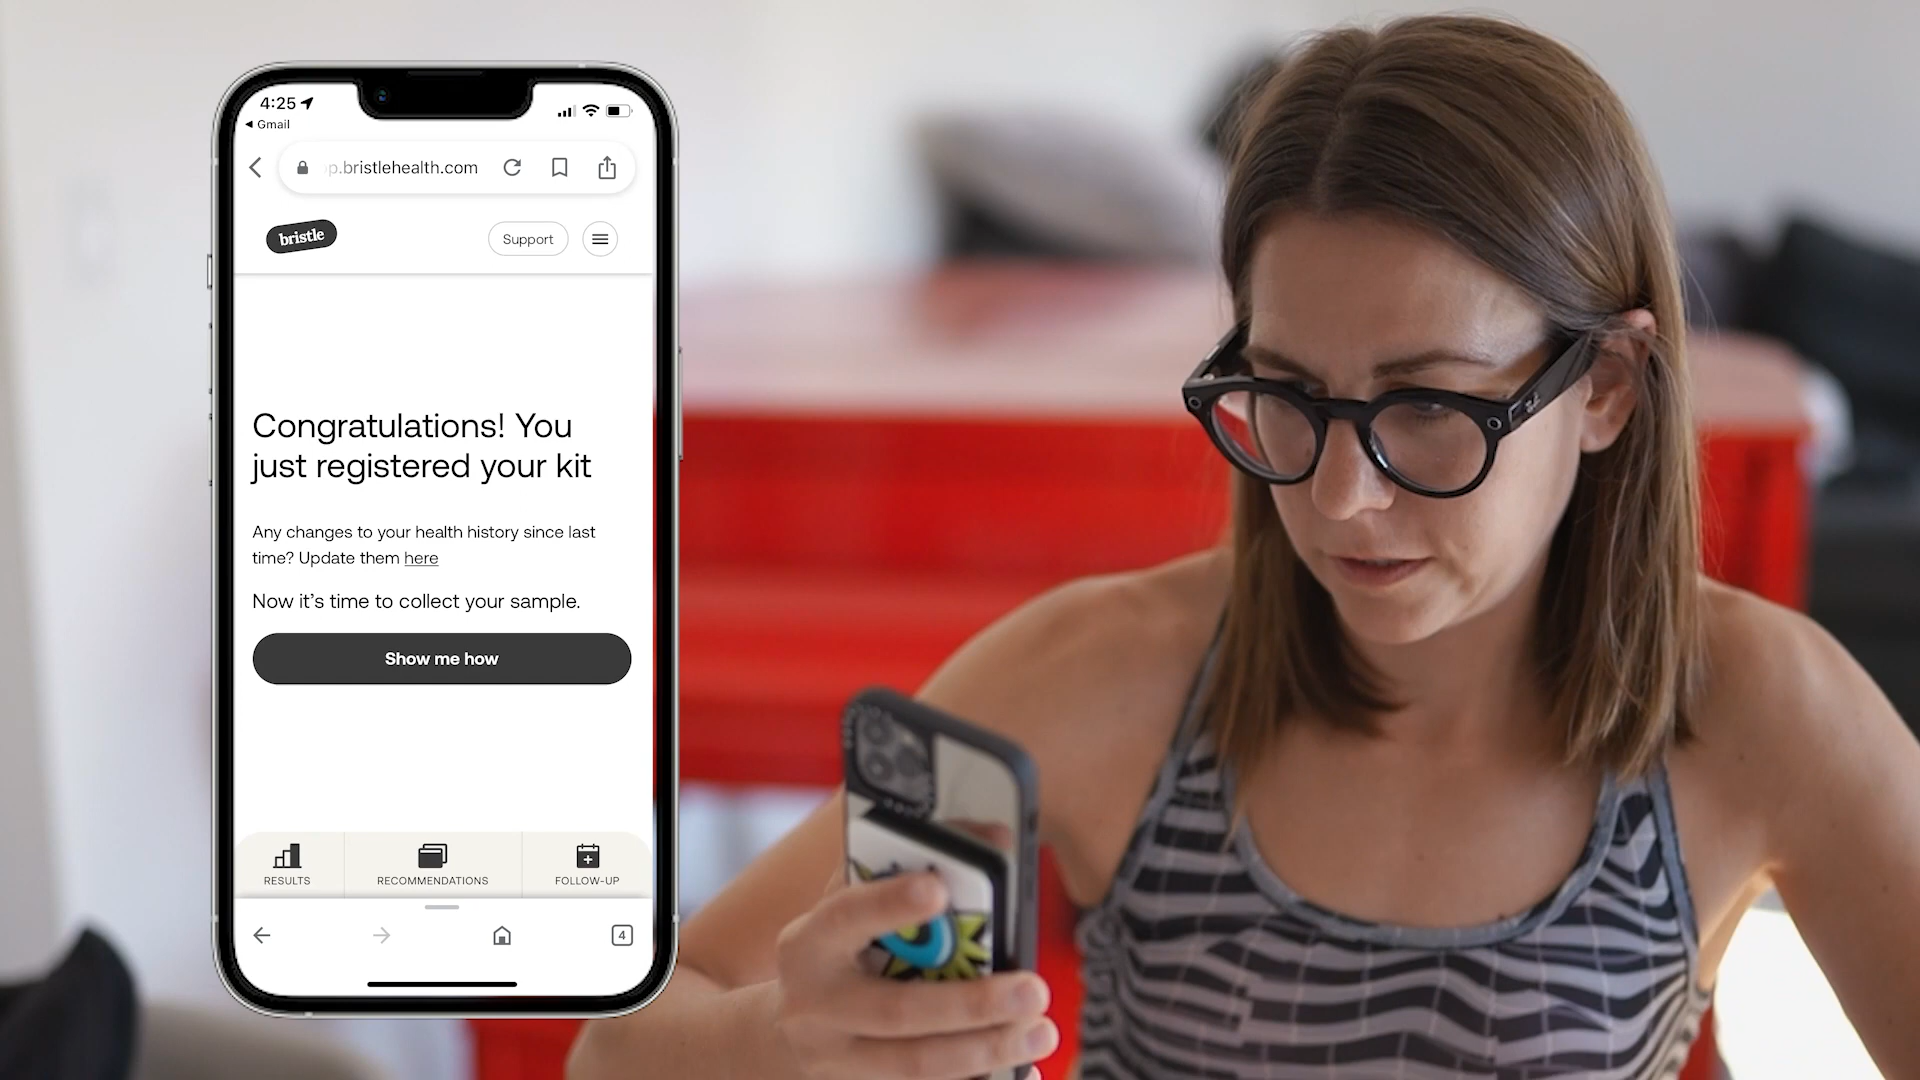 4:25
Gmail
p.bristlehealth.com
bristle
Support
Congratulations! You
just registered your kit
Any changes to your health history since last
time? Update them here
Now it's time to collect your sample.
Show me how
RESULTS
RECOMMENDATIONS
FOLLOW-UP
4